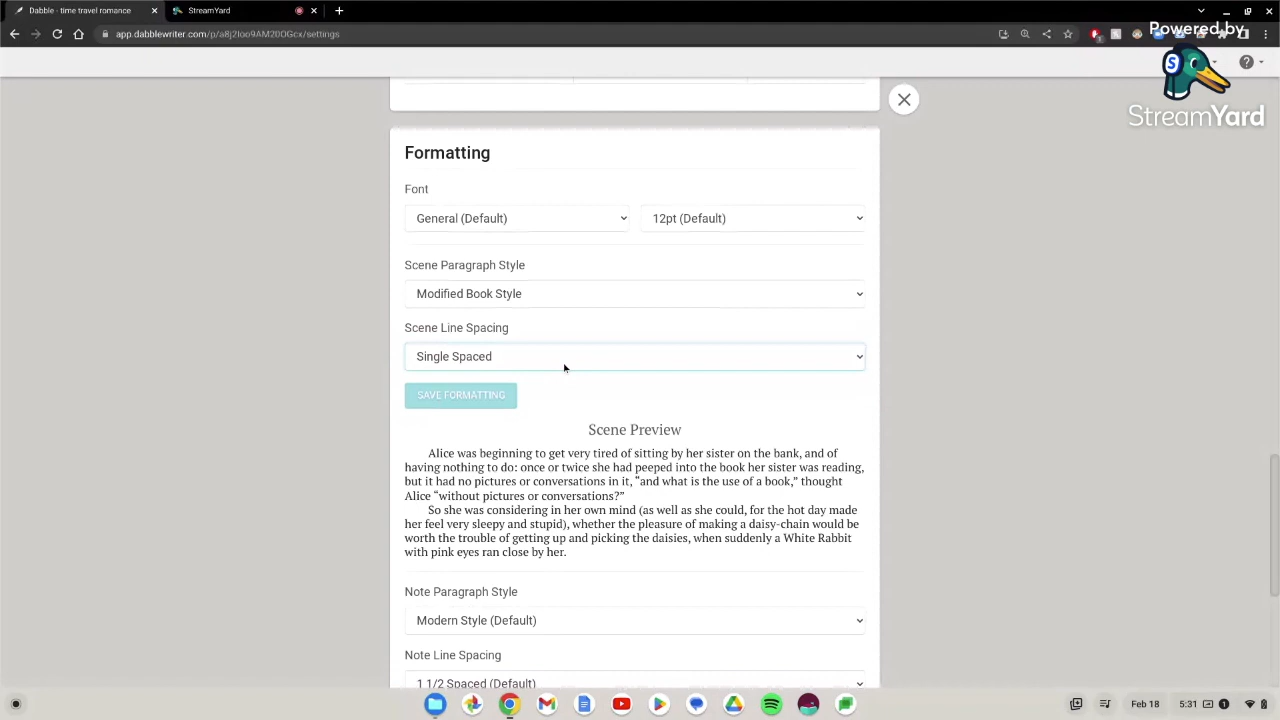 Dabble - time travel romance
StreamYard
app.dabblewriter.com/p/a8j2Ioo9AM20OGcx/settings
Powered by
StreamYard
Formatting
Font
General (Default)
12pt (Default)
Scene Paragraph Style
Modified Book Style
Scene Line Spacing
Single Spaced
SAVE FORMATTING
Scene Preview
Alice was beginning to get very tired of sitting by her sister on the bank, and of
having nothing to do: once or twice she had peeped into the book her sister was reading,
but it had no pictures or conversations in it, “and what is the use of a book,” thought
Alice “without pictures or conversations?”
So she was considering in her own mind (as well as she could, for the hot day made
her feel very sleepy and stupid), whether the pleasure of making a daisy-chain would be
worth the trouble of getting up and picking the daisies, when suddenly a White Rabbit
with pink eyes ran close by her.
Note Paragraph Style
Modern Style (Default)
Note Line Spacing
1 1/2 Spaced (Default)
Feb 18
5:31